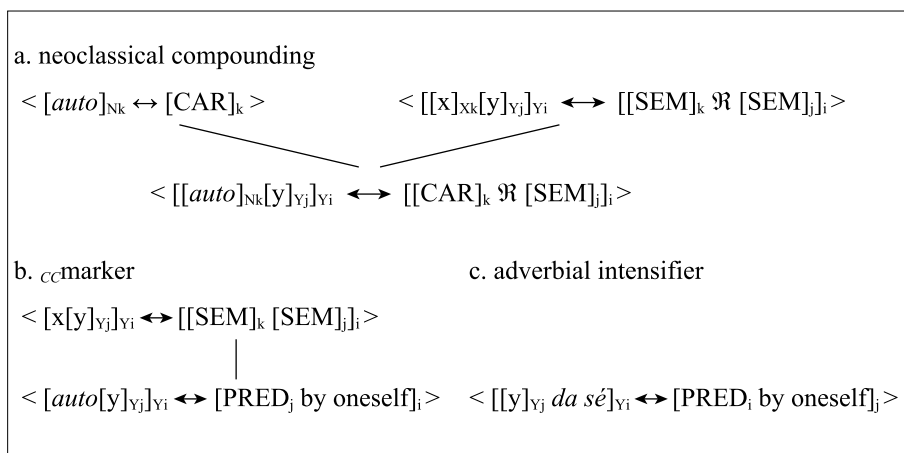 a. neoclassical compounding
< [auto]Nk ↔ [CAR]k > < [[x]Xk[y]Yj]Yi ↔ [[SEM]k ℜ [SEM]j]i >
< [[auto]Nk[y]Yj]Yi ↔ [[CAR]k ℜ [SEM]j]i >
b. CCmarker c. adverbial intensifier
< [x[y]Yj]Yi ↔ [[SEM]k [SEM]j]i >
< [auto[y]Yj]Yi ↔ [PREDj by oneself]i > < [[y]Yj da sé]Yi ↔ [PREDi by oneself]j >